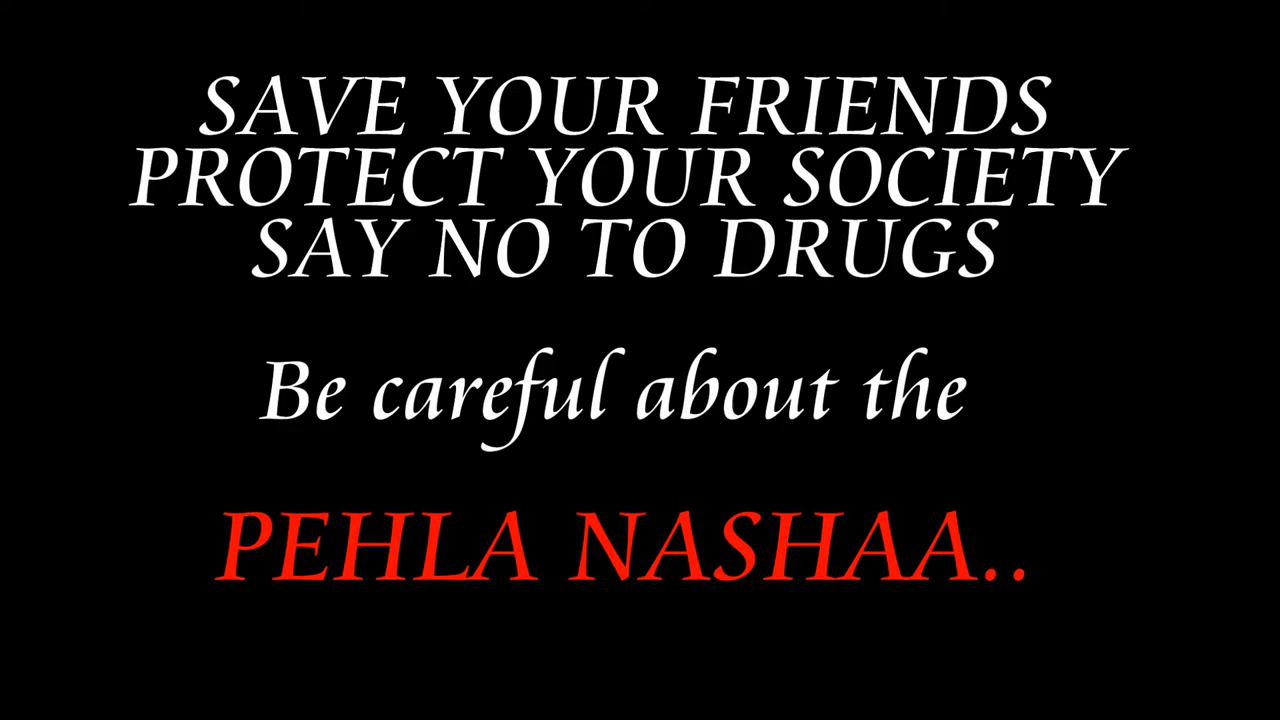 SAVE YOUR FRIENDS
PROTECT YOUR SOCIETY
SAY NO TO DRUGS
Be careful about the
PEHLA NASHAA..